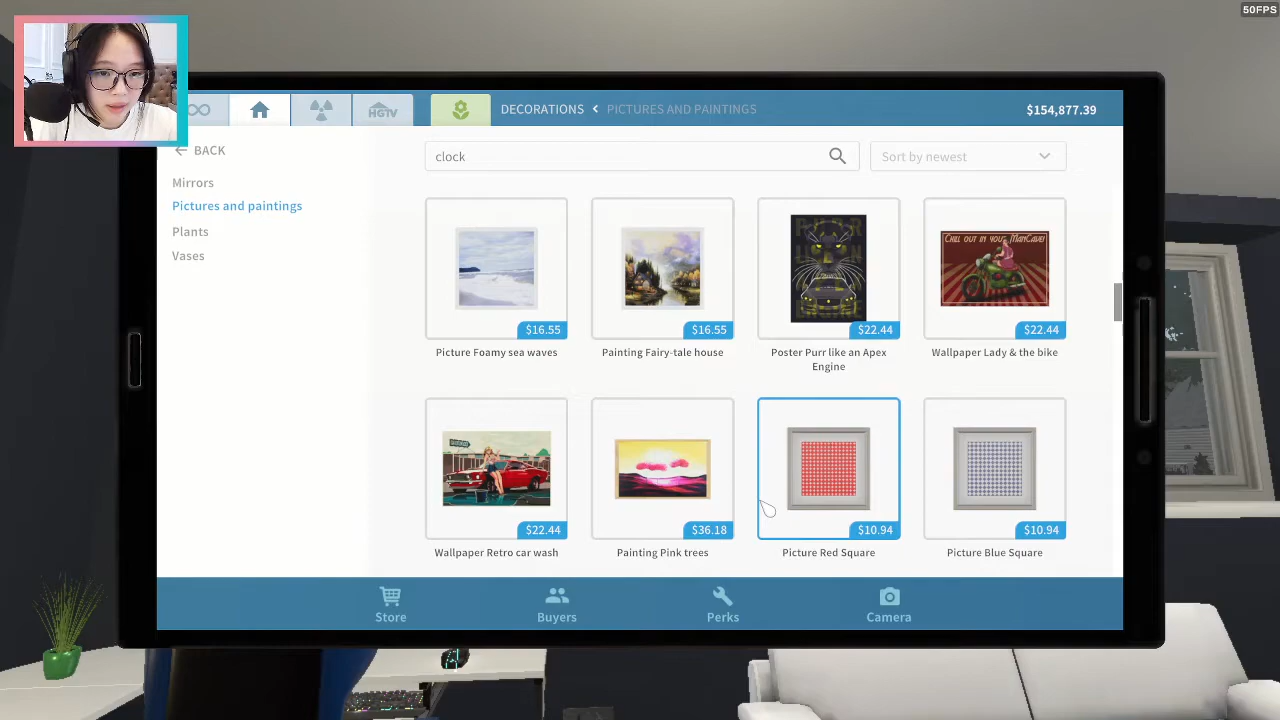 50FPS
HGTV
DECORATIONS < PICTURES AND PAINTINGS
$154,877.39
BACK
Mirrors
Pictures and paintings
Plants
Vases
clock
Sort by newest
CHILL OUT IN YOUR MANCAVE!
$16.55
$16.55
$22.44
$22.44
Picture Foamy sea waves
Painting Fairy-tale house
Poster Purr like an Apex
Engine
Wallpaper Lady & the bike
$22.44
$36.18
$10.94
$10.94
Wallpaper Retro car wash
Painting Pink trees
Picture Red Square
Picture Blue Square
Store
Buyers
Perks
Camera